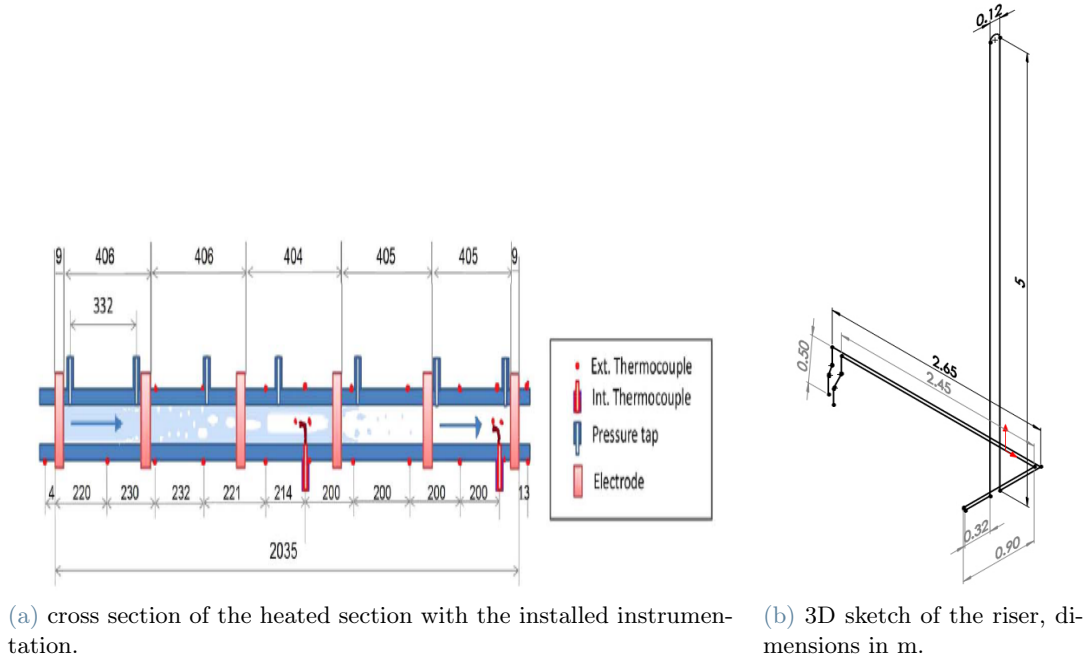 0.12
9 406 406 404 405 405 9
332
5
0.50
2.65
2.45
Ext. Thermocouple
Int. Thermocouple
Pressure tap
Electrode
4 220 230 232 221 214 200 200 200 200 13
2035
0.32
0.90
(a) cross section of the heated section with the installed instrumen-
tation.
(b) 3D sketch of the riser, di-
mensions in m.